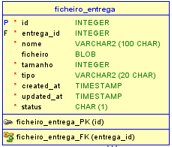 ficheiro_entrega
P * id INTEGER
F * entrega_id INTEGER
* nome VARCHAR2 (100 CHAR)
ficheiro BLOB
* tamanho INTEGER
* tipo VARCHAR2 (20 CHAR)
* created_at TIMESTAMP
* updated_at TIMESTAMP
* status CHAR (1)
ficheiro_entrega_PK (id)
ficheiro_entrega_FK (entrega_id)